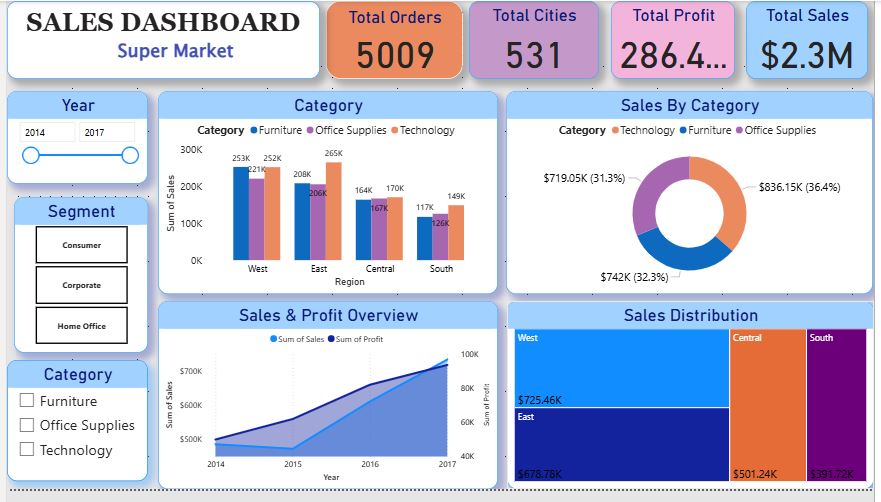 SALES DASHBOARD
Super Market
Total Orders
5009
Total Cities
531
Total Profit
286.4...
Total Sales
$2.3M
Year
2014 2017
Segment
Consumer
Corporate
Home Office
Category
Furniture
Office Supplies
Technology
Category
Category Furniture Office Supplies Technology
Sum of Sales
300K
200K
100K
0K
253K 221K 252K
208K 206K 265K
164K 167K 170K
117K 126K 149K
West East Central South
Region
Sales By Category
Category Technology Furniture Office Supplies
$719.05K (31.3%)
$836.15K (36.4%)
$742K (32.3%)
Sales & Profit Overview
Sum of Sales Sum of Profit
Sum of Sales
$700K
$600K
$500K
100K
80K
60K
40K
Sum of Profit
2014 2015 2016 2017
Year
Sales Distribution
West
$725.46K
East
$678.78K
Central
$501.24K
South
$391.72K